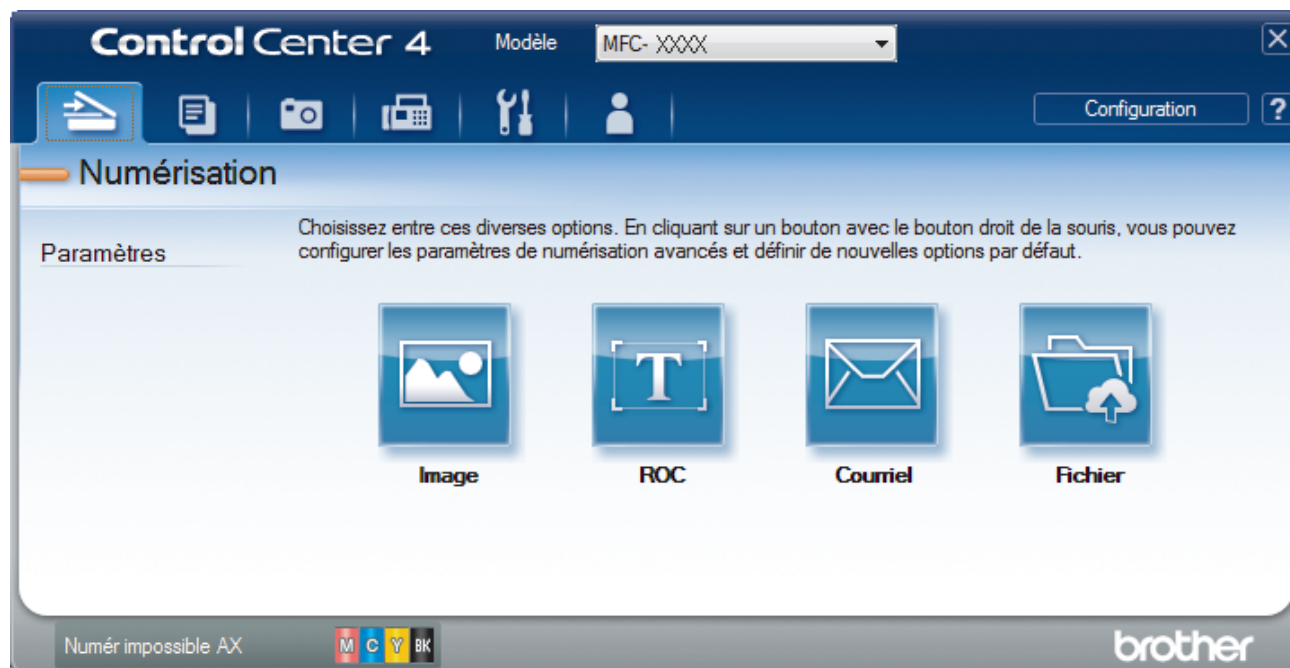 Control Center 4 Modèle MFC- XXXX
Configuration ?
Numérisation
Paramètres
Choisissez entre ces diverses options. En cliquant sur un bouton avec le bouton droit de la souris, vous pouvez
configurer les paramètres de numérisation avancés et définir de nouvelles options par défaut.
T
Image ROC Courriel Fichier
Numér impossible AX M C Y BK brother